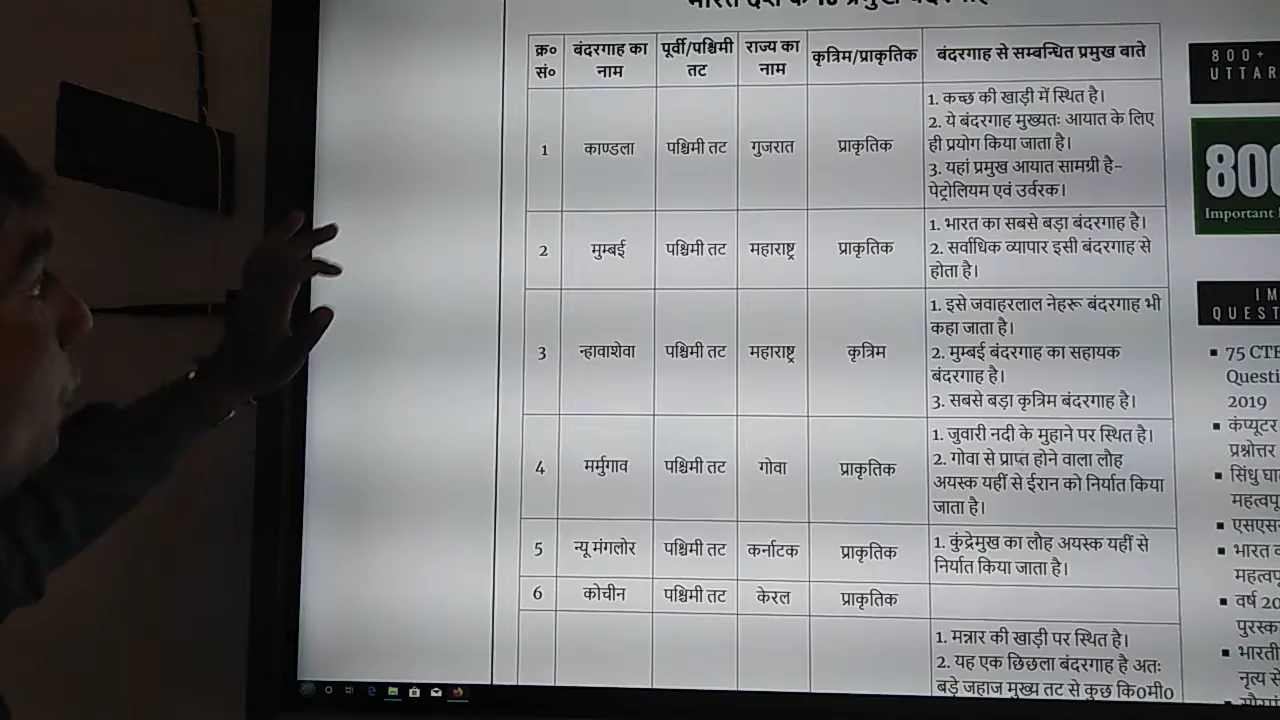 भारत देश के 10 प्रमुख बंदरगाह
क्र० सं०
बंदरगाह का नाम
पूर्वी/पश्चिमी तट
राज्य का नाम
कृत्रिम/प्राकृतिक
बंदरगाह से सम्बन्धित प्रमुख बाते
1
काण्डला
पश्चिमी तट
गुजरात
प्राकृतिक
1. कच्छ की खाड़ी में स्थित है।
2. ये बंदरगाह मुख्यतः आयात के लिए
ही प्रयोग किया जाता है।
3. यहां प्रमुख आयात सामग्री है-
पेट्रोलियम एवं उर्वरक।
2
मुम्बई
पश्चिमी तट
महाराष्ट्र
प्राकृतिक
1. भारत का सबसे बड़ा बंदरगाह है।
2. सर्वाधिक व्यापार इसी बंदरगाह से
होता है।
3
न्हावाशेवा
पश्चिमी तट
महाराष्ट्र
कृत्रिम
1. इसे जवाहरलाल नेहरू बंदरगाह भी
कहा जाता है।
2. मुम्बई बंदरगाह का सहायक
बंदरगाह है।
3. सबसे बड़ा कृत्रिम बंदरगाह है।
4
मर्मुगाव
पश्चिमी तट
गोवा
प्राकृतिक
1. जुवारी नदी के मुहाने पर स्थित है।
2. गोवा से प्राप्त होने वाला लौह
अयस्क यहीं से ईरान को निर्यात किया
जाता है।
5
न्यू मंगलोर
पश्चिमी तट
कर्नाटक
प्राकृतिक
1. कुंद्रेमुख का लौह अयस्क यहीं से
निर्यात किया जाता है।
6
कोचीन
पश्चिमी तट
केरल
प्राकृतिक
1. मन्नार की खाड़ी पर स्थित है।
2. यह एक छिछला बंदरगाह है अतः
बड़े जहाज मुख्य तट से कुछ कि0मी0
800+
UTTAR
800
Important
IM
QUEST
75 CTE
Questi
2019
कंप्यूटर
प्रश्नोत्तर
सिंधु घा
महत्वपू
एसएस
भारत
महत्वपू
वर्ष 20
पुरस्क
भारती
नृत्य से